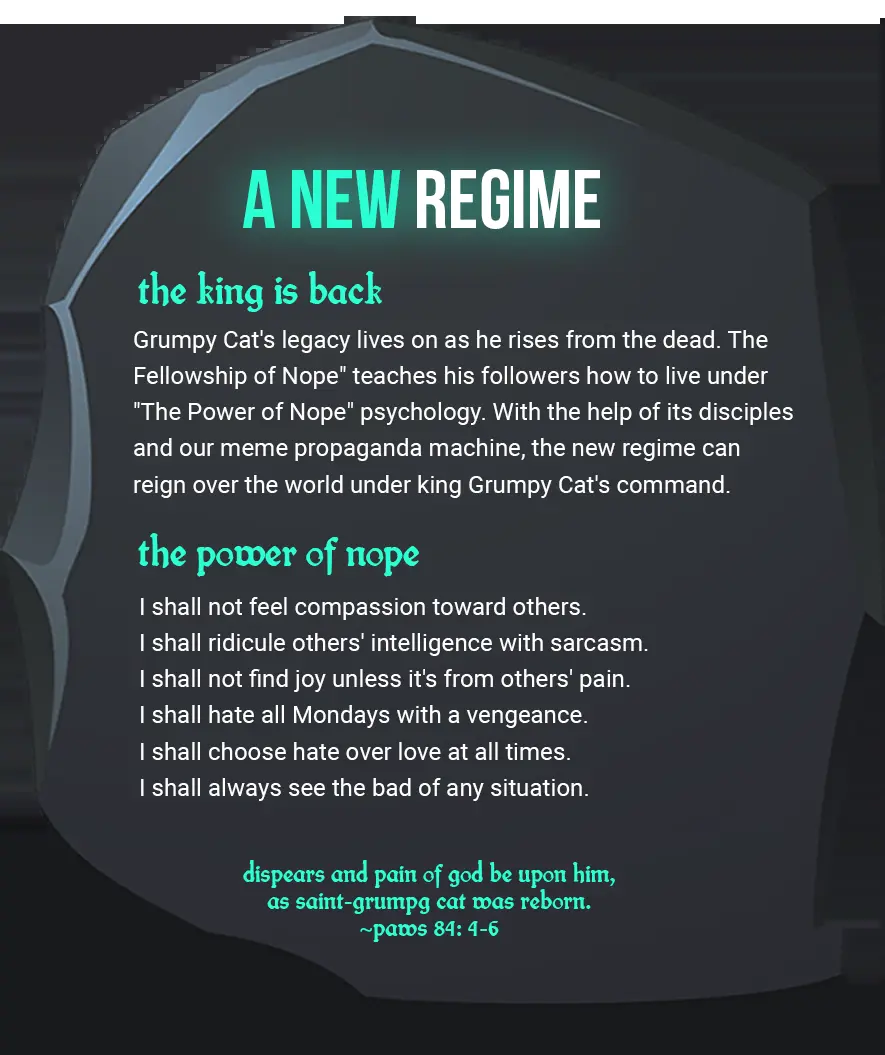 A NEW REGIME
the king is back
Grumpy Cat's legacy lives on as he rises from the dead. The
Fellowship of Nope" teaches his followers how to live under
"The Power of Nope" psychology. With the help of its disciples
and our meme propaganda machine, the new regime can
reign over the world under king Grumpy Cat's command.
the power of nope
I shall not feel compassion toward others.
I shall ridicule others' intelligence with sarcasm.
I shall not find joy unless it's from others' pain.
I shall hate all Mondays with a vengeance.
I shall choose hate over love at all times.
I shall always see the bad of any situation.
dispears and pain of god be upon him,
as saint-grumpg cat was reborn.
~paws 84: 4-6